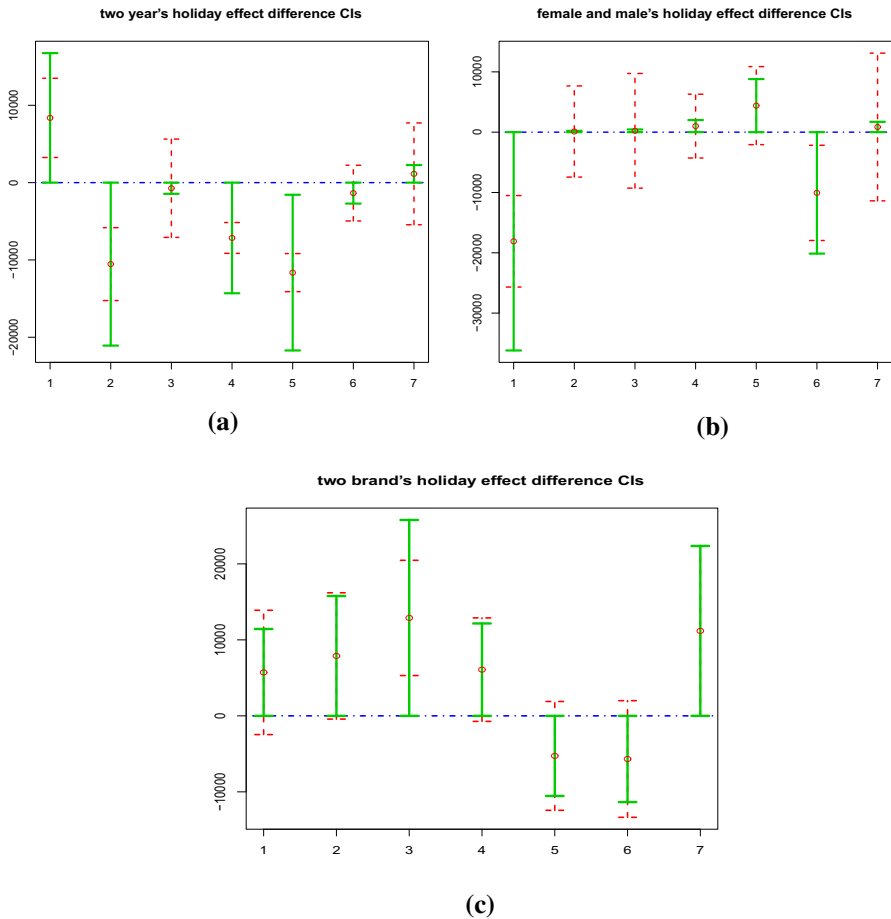 two year's holiday effect difference CIs
10000
0
−10000
−20000
1 2 3 4 5 6 7
(a)
female and male's holiday effect difference CIs
10000
0
−10000
−20000
−30000
1 2 3 4 5 6 7
(b)
two brand's holiday effect difference CIs
20000
10000
0
−10000
1 2 3 4 5 6 7
(c)